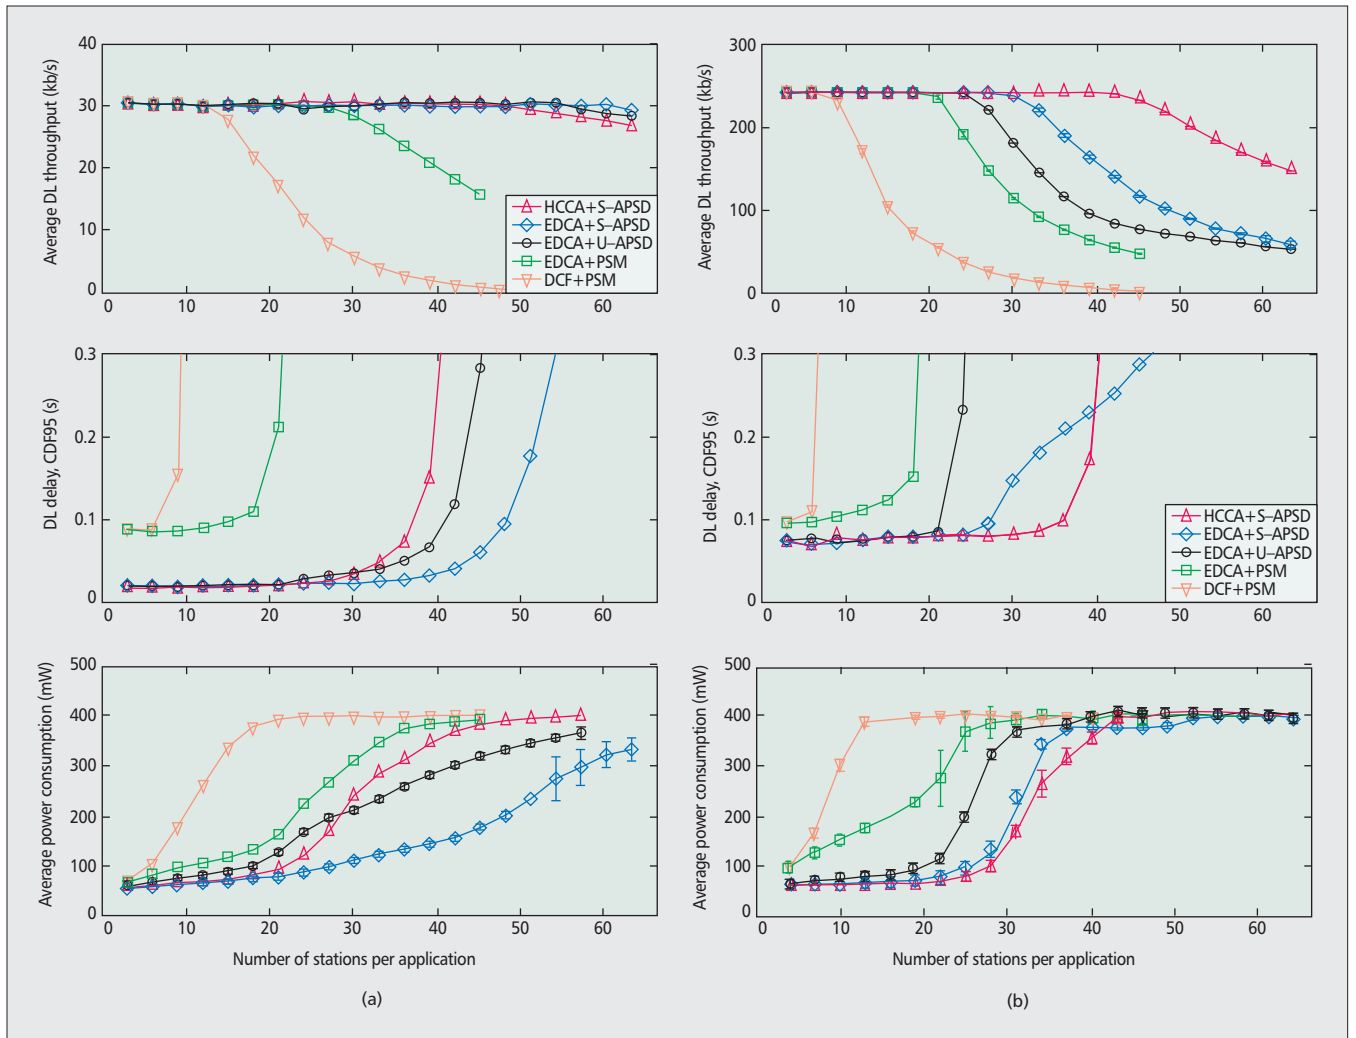 40
30
20
10
0
Average DL throughput (kb/s)
HCCA+S–APSD
EDCA+S–APSD
EDCA+U–APSD
EDCA+PSM
DCF+PSM
0 10 20 30 40 50 60
0.3
0.2
0.1
0
DL delay, CDF95 (s)
0 10 20 30 40 50 60
500
400
300
200
100
0
Average power consumption (mW)
0 10 20 30 40 50 60
Number of stations per application
(a)
300
200
100
0
Average DL throughput (kb/s)
0 10 20 30 40 50 60
0.3
0.2
0.1
0
DL delay, CDF95 (s)
HCCA+S–APSD
EDCA+S–APSD
EDCA+U–APSD
EDCA+PSM
DCF+PSM
0 10 20 30 40 50 60
500
400
300
200
100
0
Average power consumption (mW)
0 10 20 30 40 50 60
Number of stations per application
(b)